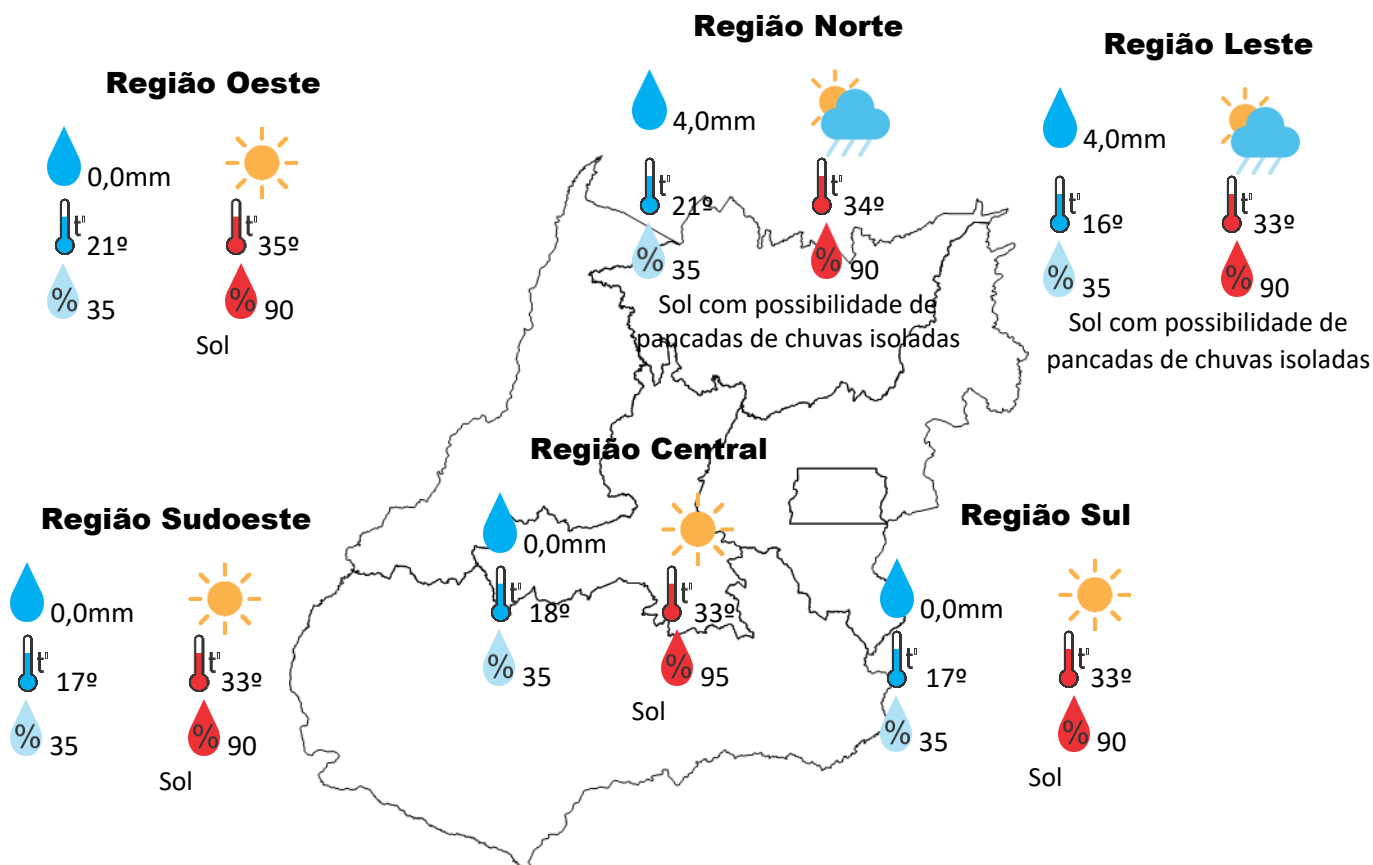 Região Norte
4,0mm
t°
21º
t°
34º
%
35
%
90
Sol com possibilidade de
pancadas de chuvas isoladas
Região Leste
4,0mm
t°
16º
t°
33º
%
35
%
90
Sol com possibilidade de
pancadas de chuvas isoladas
Região Oeste
0,0mm
t°
21º
t°
35º
%
35
%
90
Sol
Região Central
0,0mm
t°
18º
t°
33º
%
35
%
95
Sol
Região Sudoeste
0,0mm
t°
17º
t°
33º
%
35
%
90
Sol
Região Sul
0,0mm
t°
17º
t°
33º
%
35
%
90
Sol